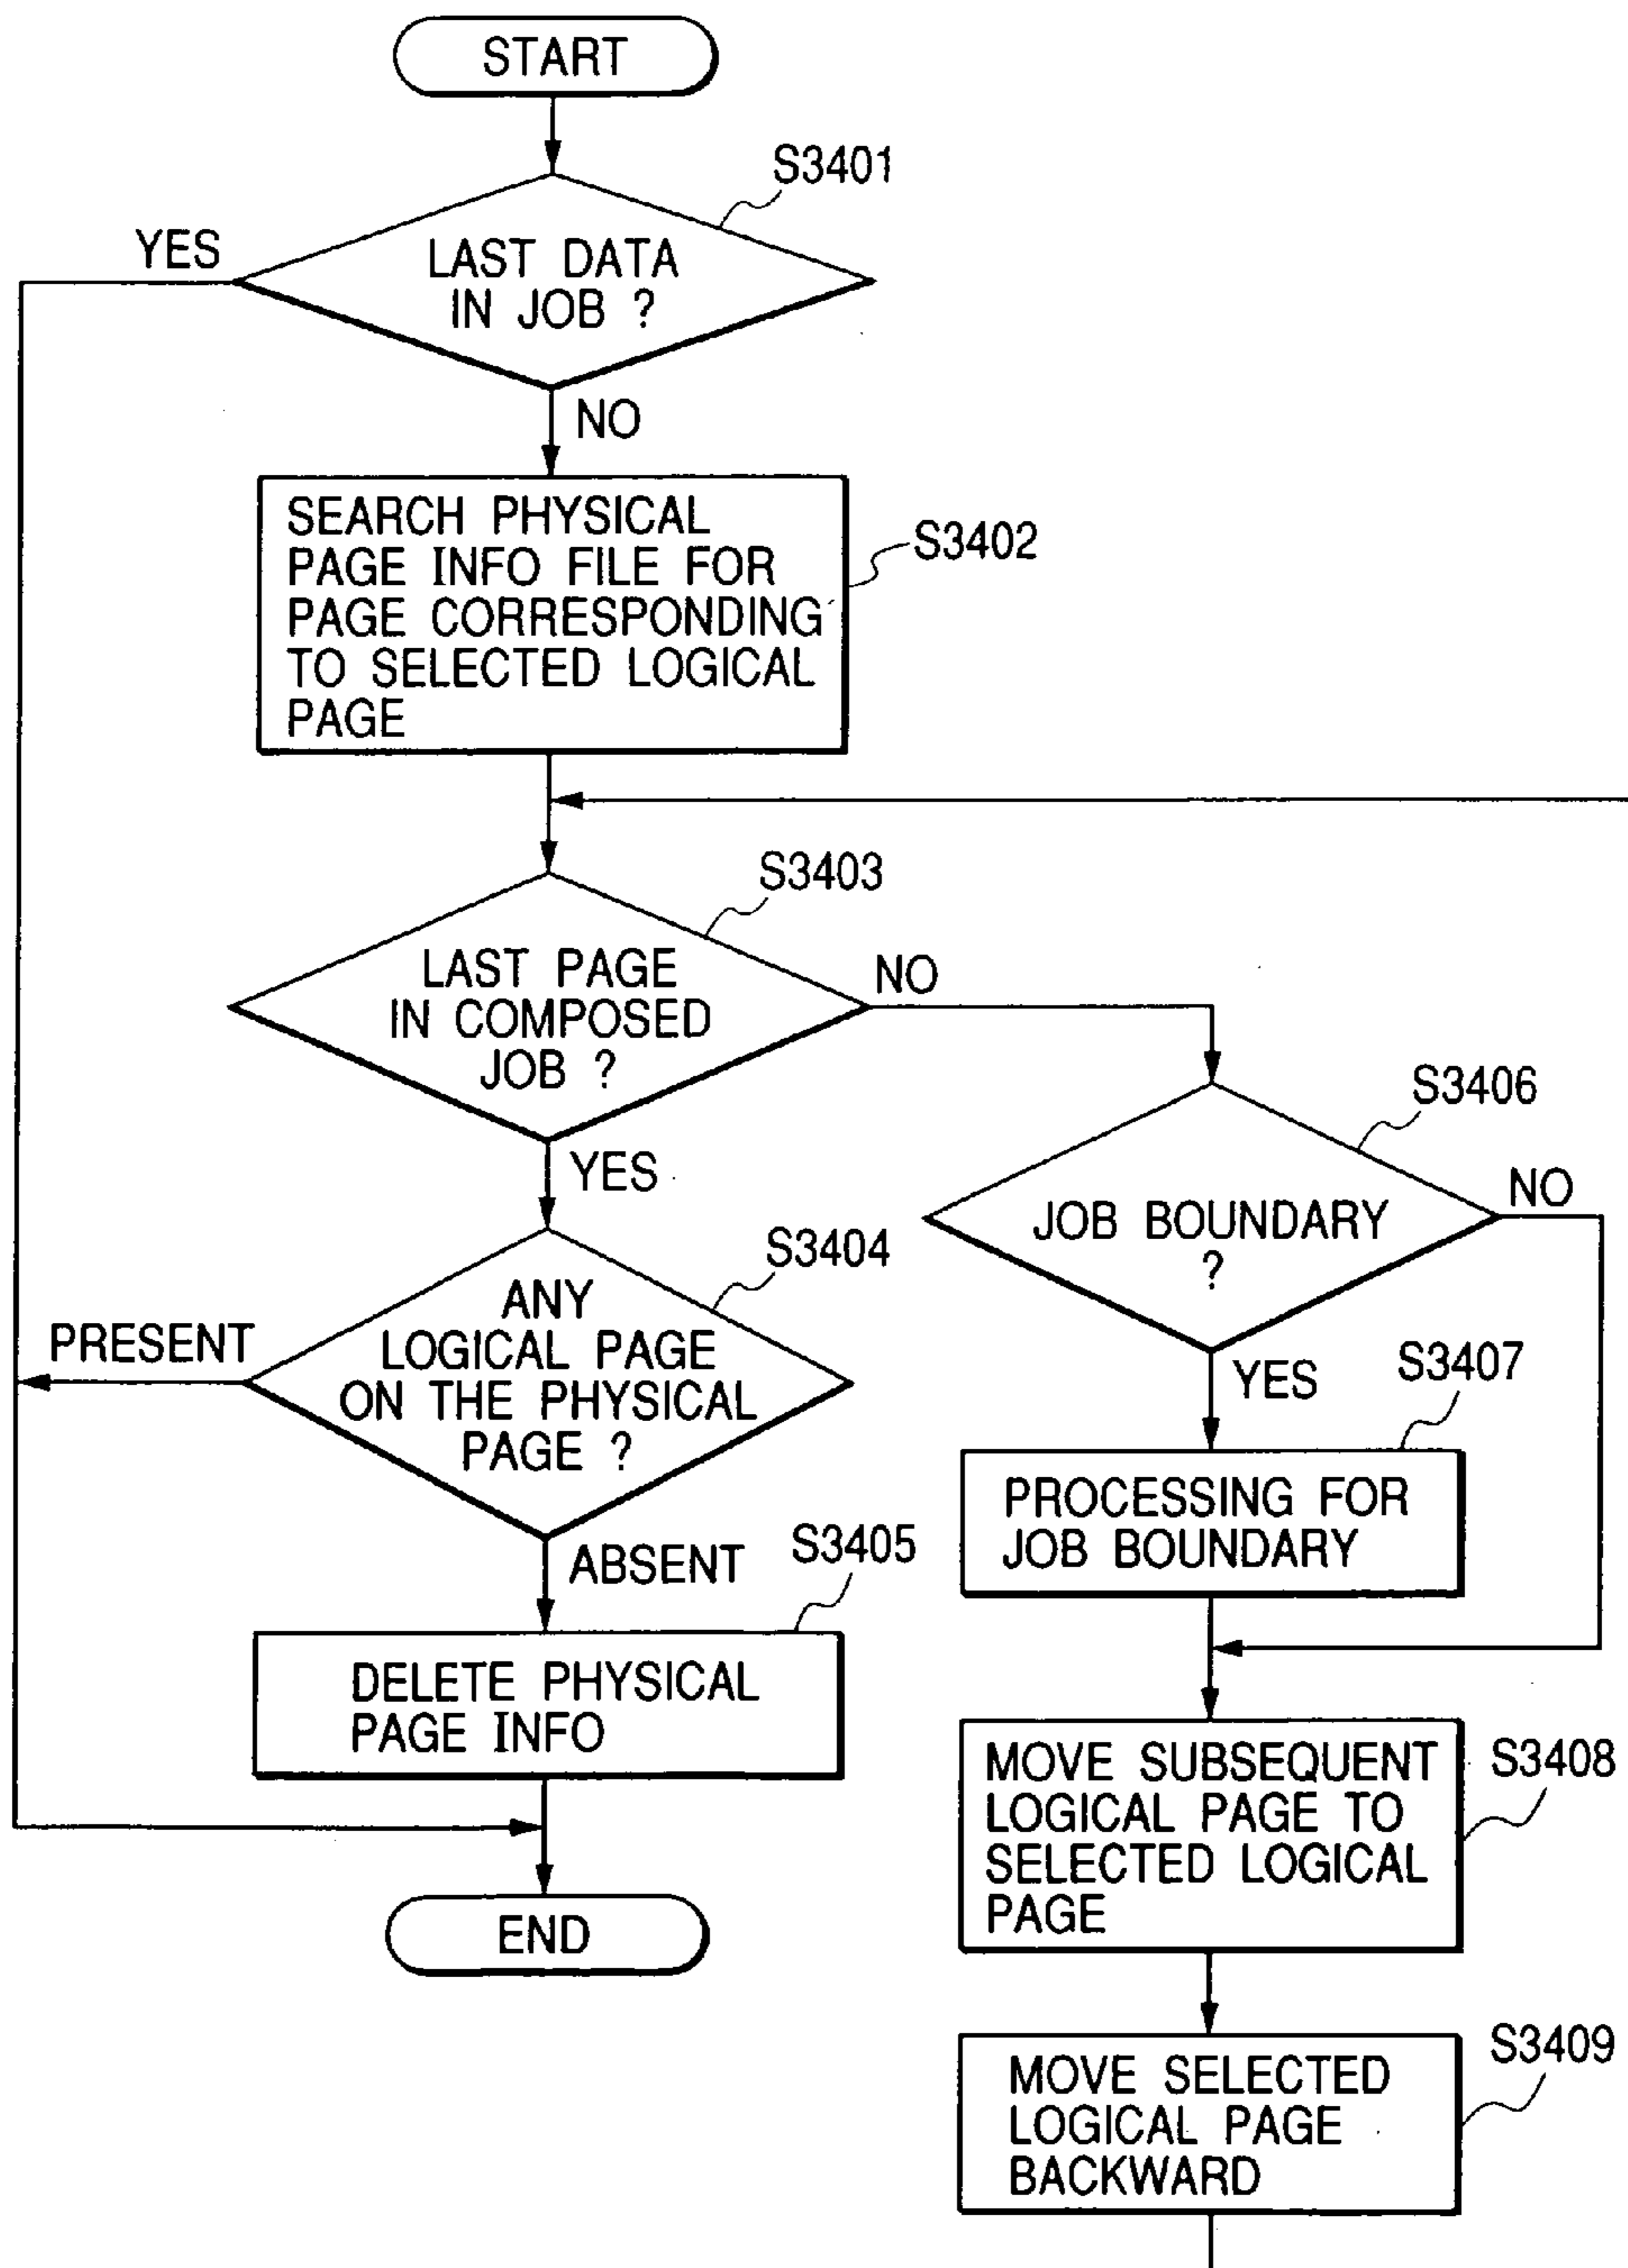 START
S3401
YES
LAST DATA
IN JOB ?
NO
SEARCH PHYSICAL
PAGE INFO FILE FOR
PAGE CORRESPONDING
TO SELECTED LOGICAL
PAGE
S3402
S3403
LAST PAGE
IN COMPOSED
JOB ?
NO
YES
S3406
JOB BOUNDARY
?
NO
YES
S3404
ANY
LOGICAL PAGE
ON THE PHYSICAL
PAGE ?
PRESENT
ABSENT
S3407
PROCESSING FOR
JOB BOUNDARY
S3405
DELETE PHYSICAL
PAGE INFO
S3408
MOVE SUBSEQUENT
LOGICAL PAGE TO
SELECTED LOGICAL
PAGE
END
S3409
MOVE SELECTED
LOGICAL PAGE
BACKWARD